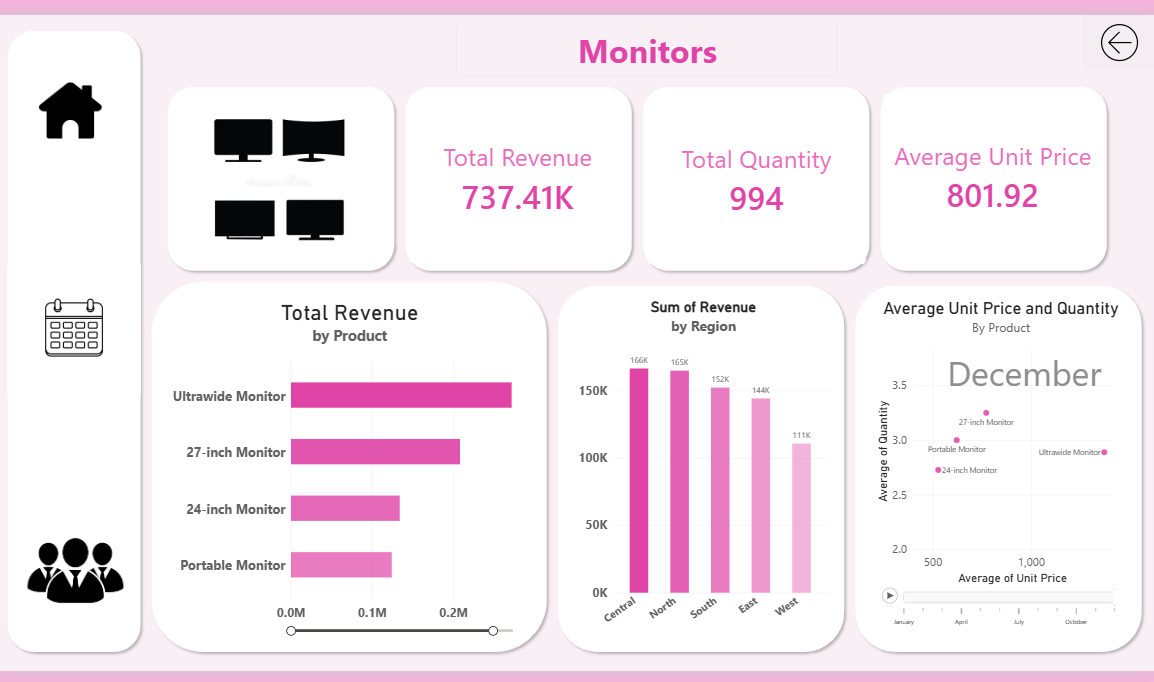 Monitors
Total Revenue
737.41K
Total Quantity
994
Average Unit Price
801.92
Total Revenue
by Product
Ultrawide Monitor
27-inch Monitor
24-inch Monitor
Portable Monitor
0.0M 0.1M 0.2M
Sum of Revenue
by Region
166K 165K 152K 144K 111K
150K
100K
50K
0K
Central North South East West
Average Unit Price and Quantity
By Product
December
Average of Quantity
3.5
3.0
2.5
2.0
27-inch Monitor
Portable Monitor
Ultrawide Monitor
24-inch Monitor
500 1,000
Average of Unit Price
January April July October